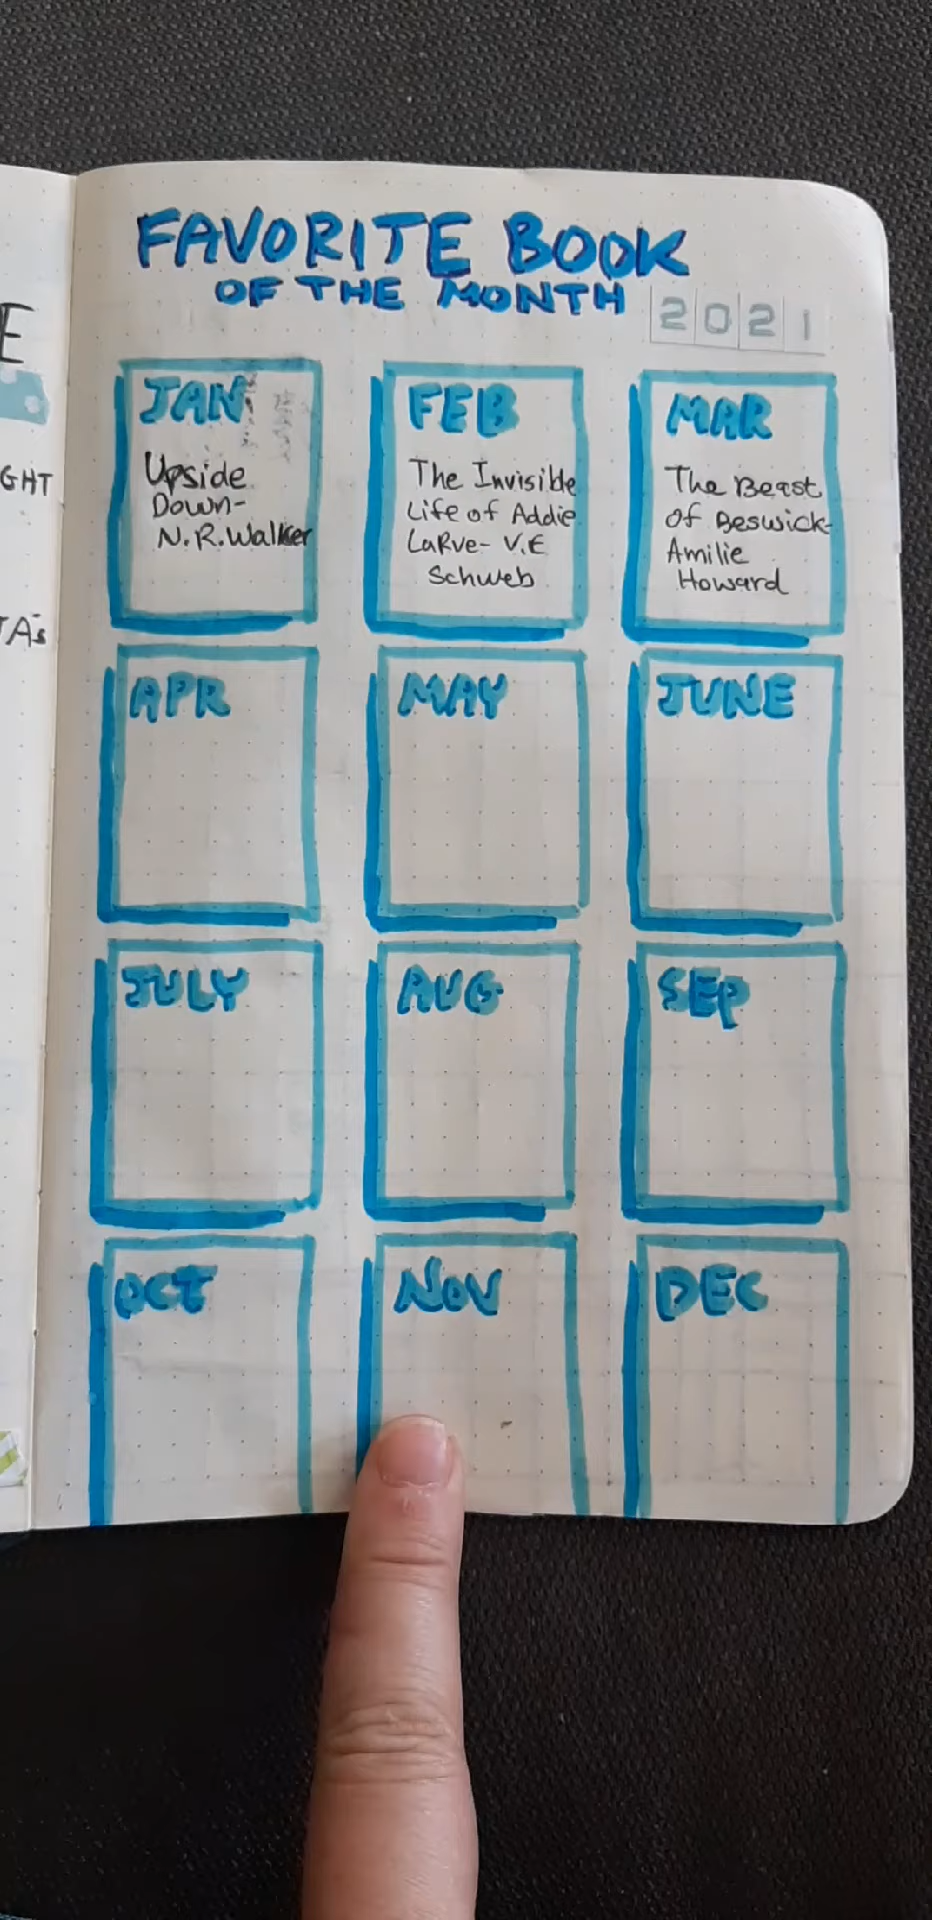 FAVORITE BOOK
OF THE MONTH
2021
JAN
Upside
Down-
N.R.Walker
FEB
The Invisible
Life of Addie
LaRve- V.E
Schweb
MAR
The Beast
of Beswick-
Amilie
Howard
APR
MAY
JUNE
JULY
AUG
SEP
OCT
NOV
DEC
E
GHT
TA's